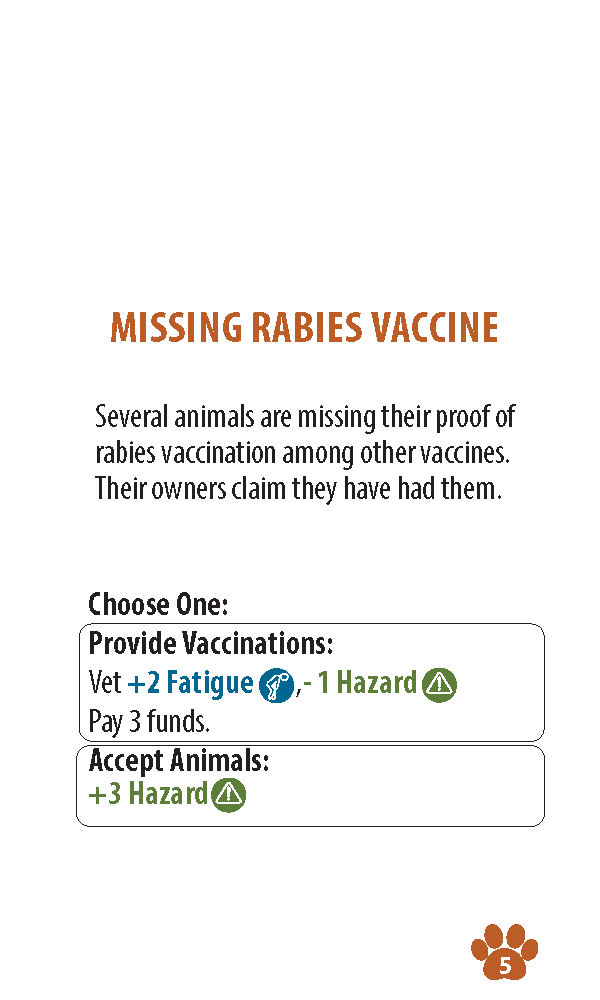 MISSING RABIES VACCINE
Several animals are missing their proof of
rabies vaccination among other vaccines.
Their owners claim they have had them.
Choose One:
Provide Vaccinations:
Vet +2 Fatigue ,- 1 Hazard
Pay 3 funds.
Accept Animals:
+3 Hazard
5